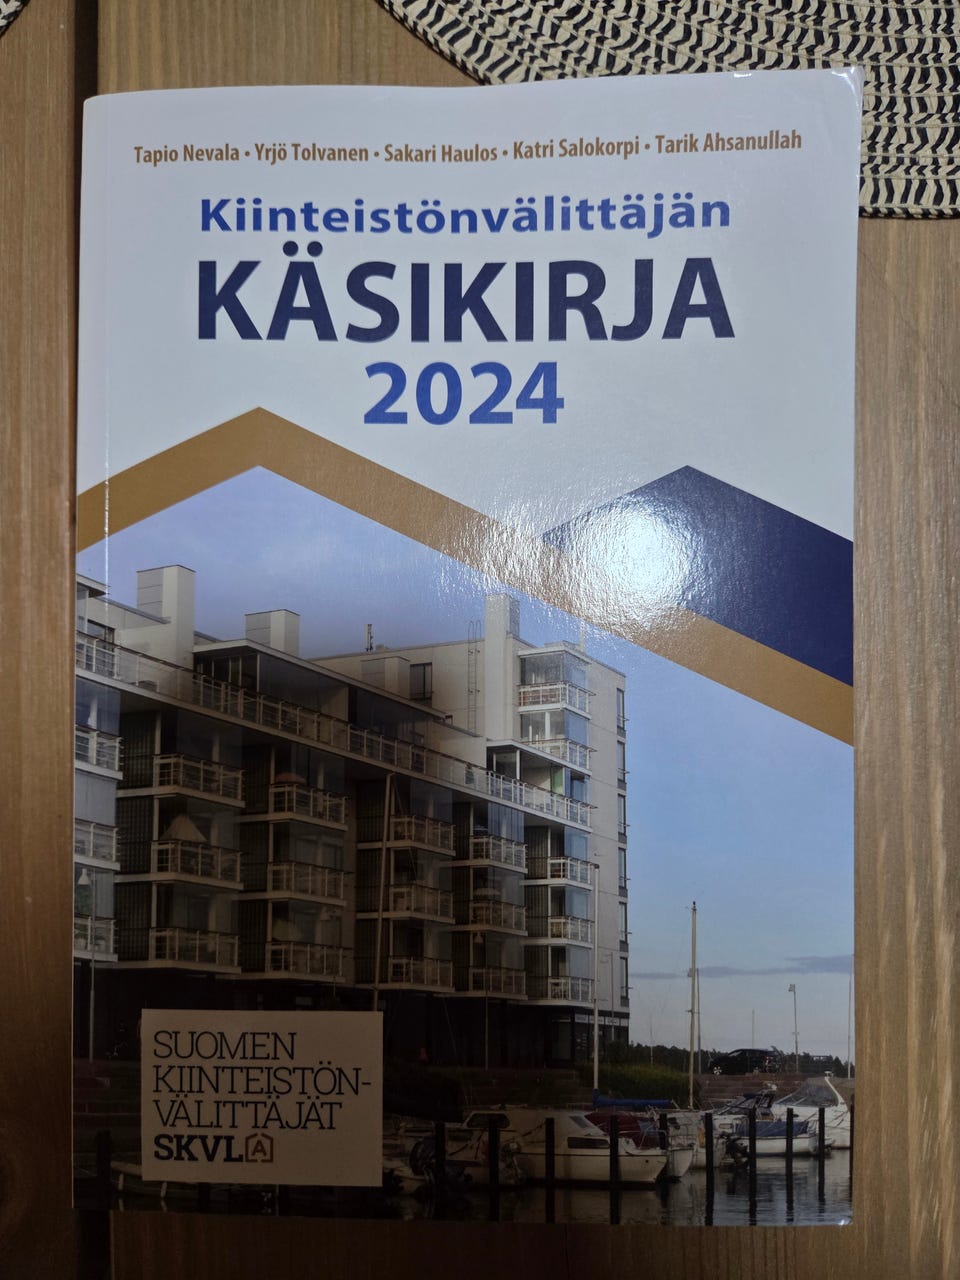 Tapio Nevala • Yrjö Tolvanen • Sakari Haulos • Katri Salokorpi • Tarik Ahsanullah
Kiinteistönvälittäjän
KÄSIKIRJA
2024
SUOMEN
KIINTEISTÖN-
VÄLITTÄJÄT
SKVL